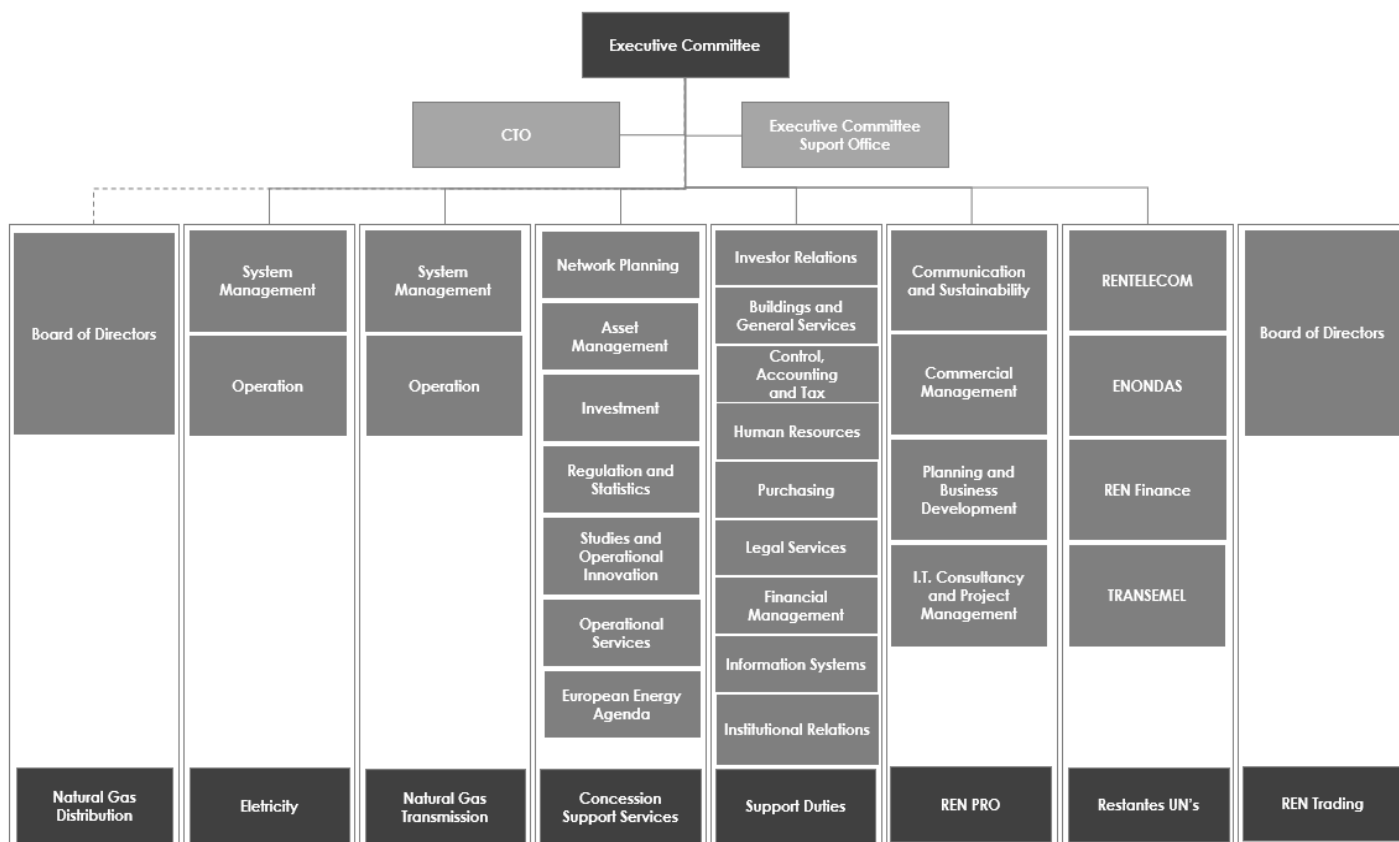 Executive Committee
CTO
Executive Committee
Suport Office
Board of Directors
System
Management
Operation
System
Management
Operation
Network Planning
Asset
Management
Investment
Regulation and
Statistics
Studies and
Operational
Innovation
Operational
Services
European Energy
Agenda
Investor Relations
Buildings and
General Services
Control,
Accounting
and Tax
Human Resources
Purchasing
Legal Services
Financial
Management
Information Systems
Institutional Relations
Communication
and Sustainability
Commercial
Management
Planning and
Business
Development
I.T. Consultancy
and Project
Management
RENTELECOM
ENONDAS
REN Finance
TRANSEMEL
Board of Directors
Natural Gas
Distribution
Eletricity
Natural Gas
Transmission
Concession
Support Services
Support Duties
REN PRO
Restantes UN's
REN Trading